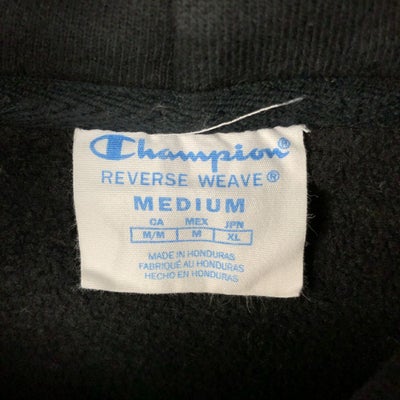 Champion®
REVERSE WEAVE®
MEDIUM
CA MEX JPN
M/M M XL
MADE IN HONDURAS
FABRIQUÉ AU HONDURAS
HECHO EN HONDURAS